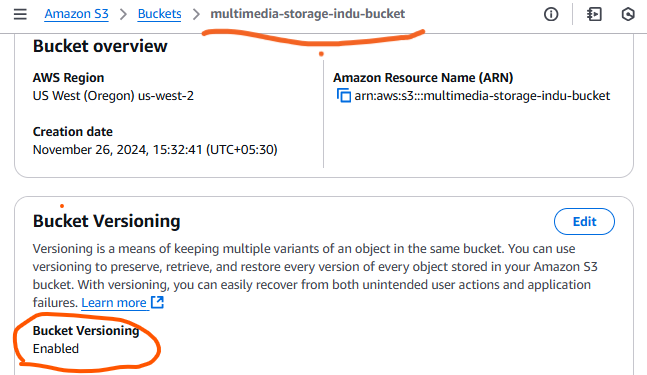 Amazon S3 > Buckets > multimedia-storage-indu-bucket
Bucket overview
AWS Region
US West (Oregon) us-west-2
Amazon Resource Name (ARN)
arn:aws:s3:::multimedia-storage-indu-bucket
Creation date
November 26, 2024, 15:32:41 (UTC+05:30)
Bucket Versioning
Edit
Versioning is a means of keeping multiple variants of an object in the same bucket. You can use
versioning to preserve, retrieve, and restore every version of every object stored in your Amazon S3
bucket. With versioning, you can easily recover from both unintended user actions and application
failures. Learn more
Bucket Versioning
Enabled